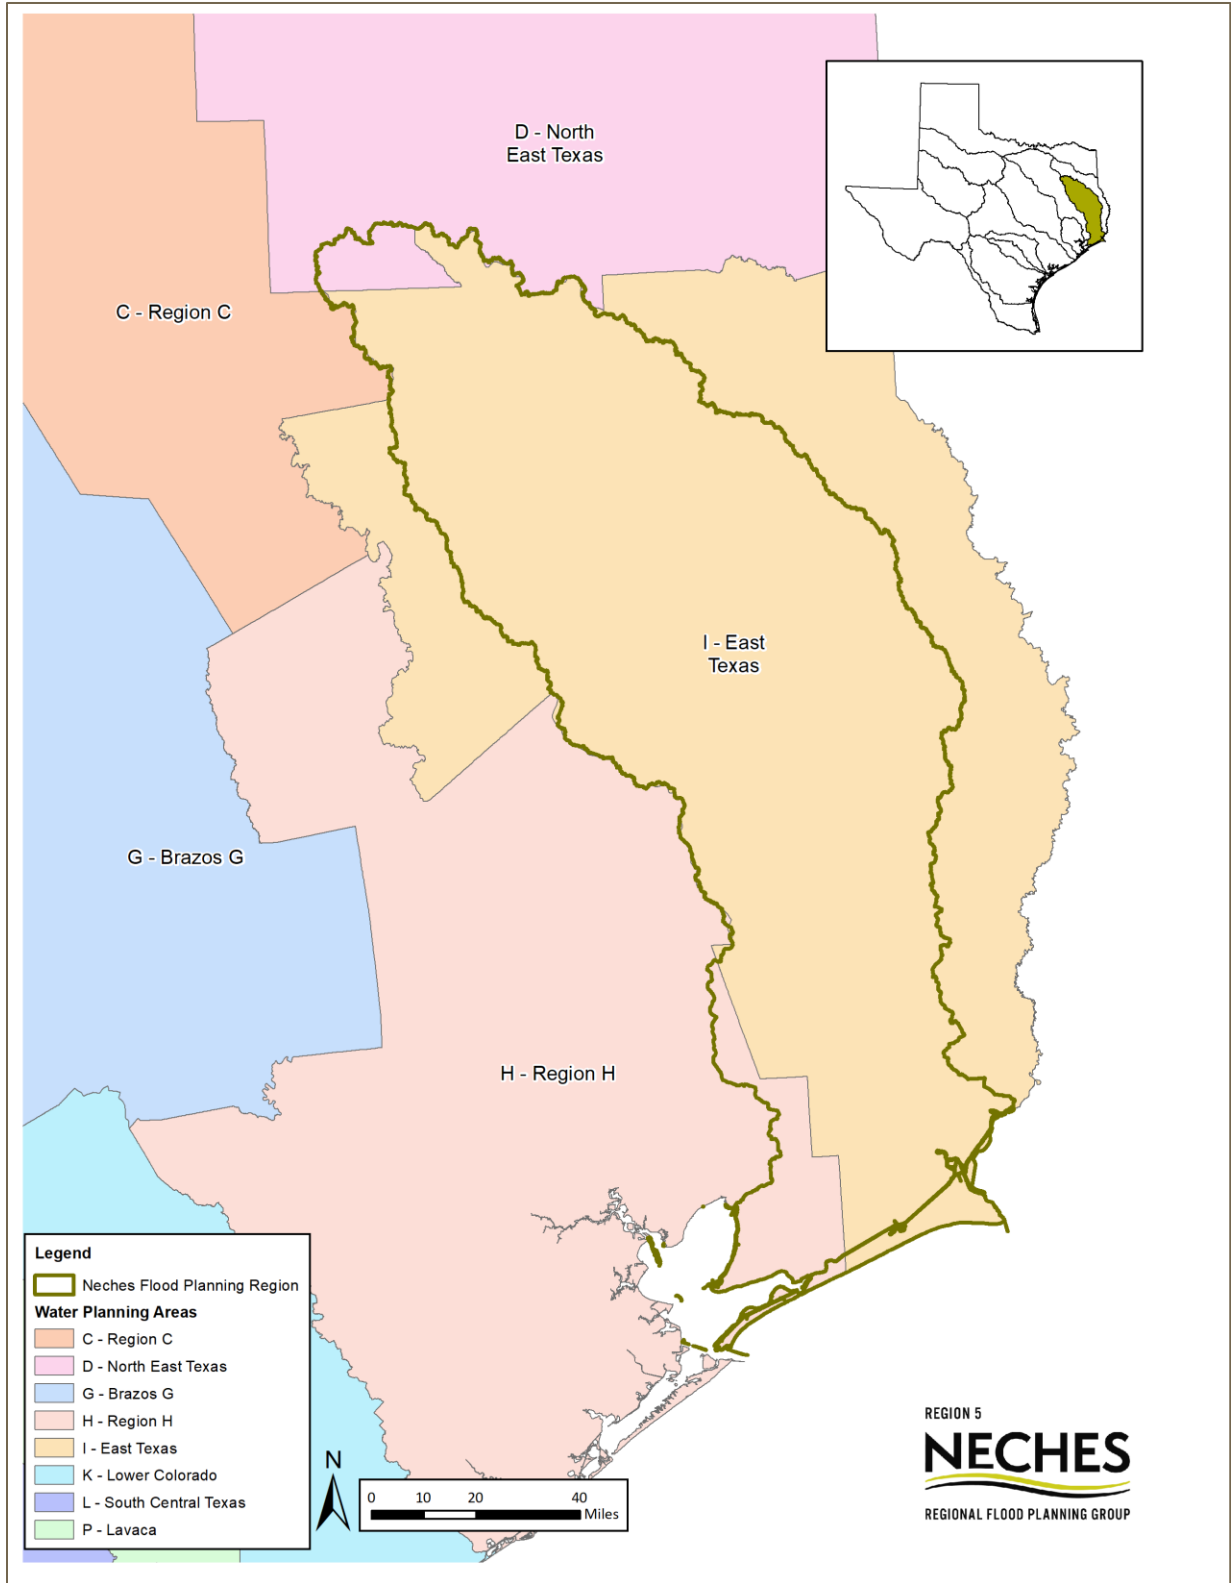 D - North
East Texas
C - Region C
I - East
Texas
G - Brazos G
H - Region H
Legend
Neches Flood Planning Region
Water Planning Areas
C - Region C
D - North East Texas
G - Brazos G
H - Region H
I - East Texas
K - Lower Colorado
L - South Central Texas
P - Lavaca
N
0 10 20 40
Miles
REGION 5
NECHES
REGIONAL FLOOD PLANNING GROUP